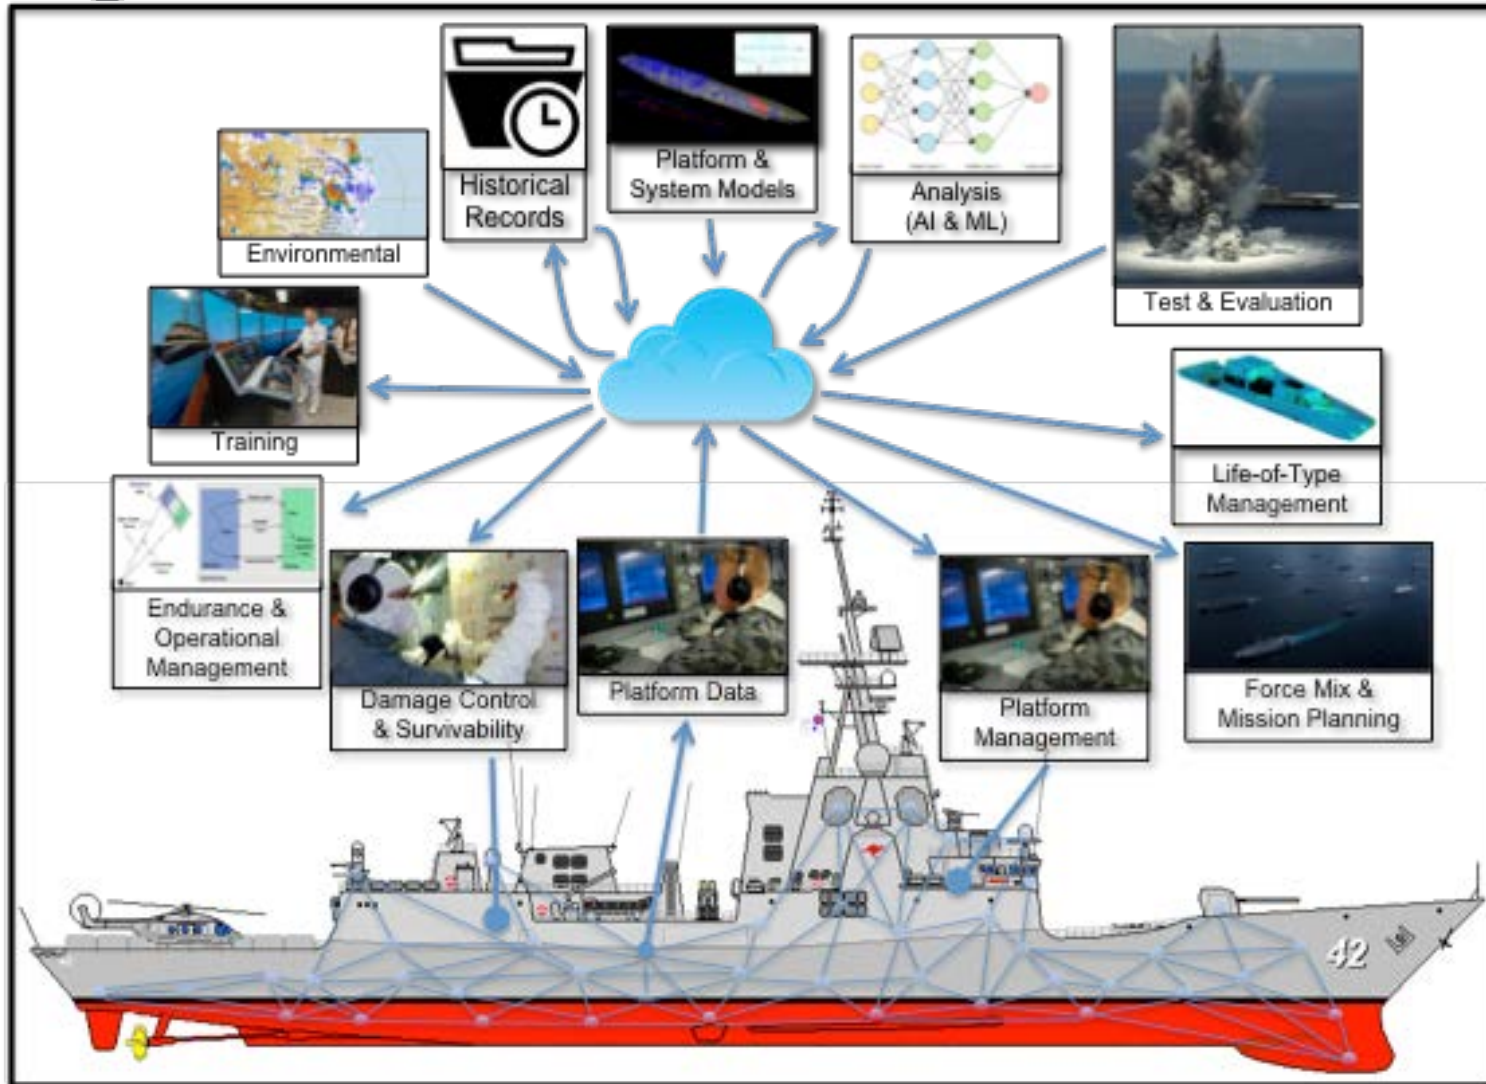 Historical
Records
Platform &
System Models
Analysis
(AI & ML)
Environmental
Test & Evaluation
Training
Life-of-Type
Management
Endurance &
Operational
Management
Damage Control
& Survivability
Platform Data
Platform
Management
Force Mix &
Mission Planning
42